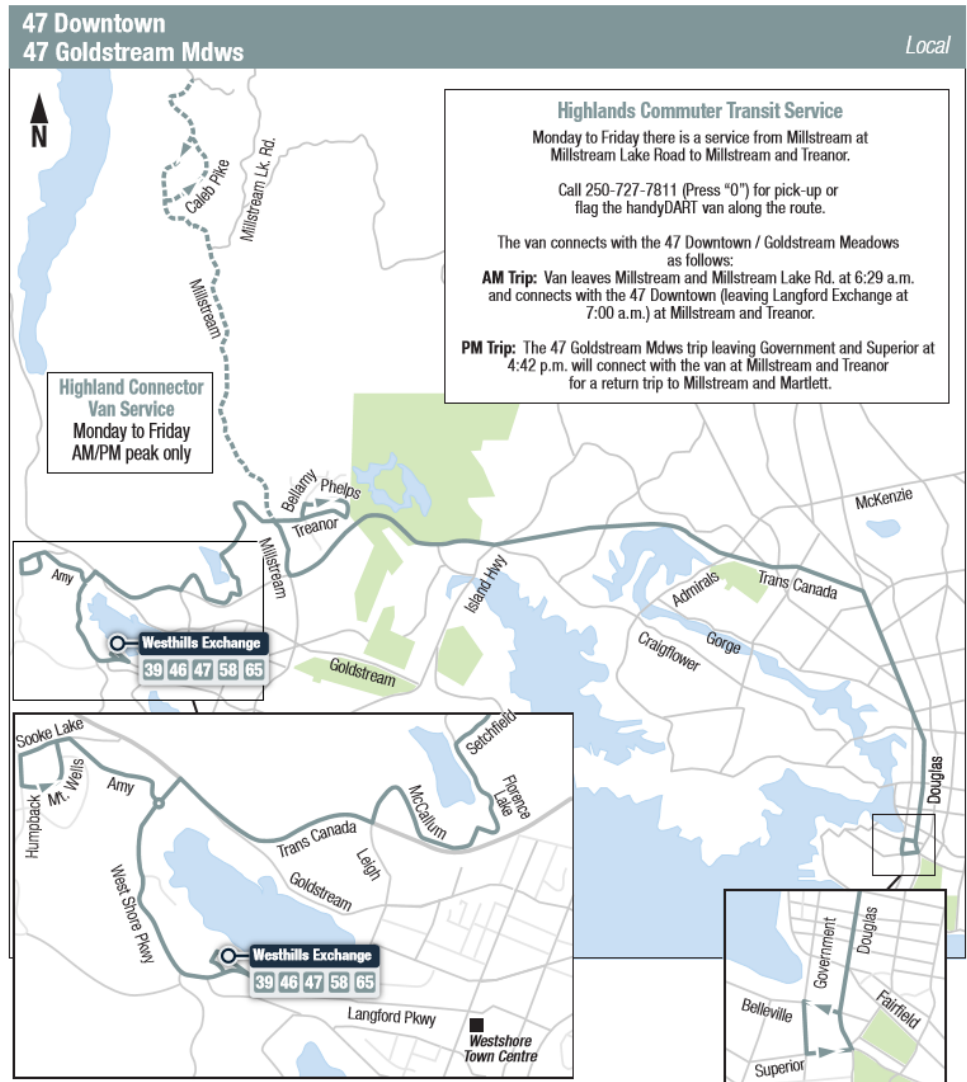 47 Downtown
47 Goldstream Mdws
Local
N
Highlands Commuter Transit Service
Monday to Friday there is a service from Millstream at
Millstream Lake Road to Millstream and Treanor.
Call 250-727-7811 (Press “0”) for pick-up or
flag the handyDART van along the route.
The van connects with the 47 Downtown / Goldstream Meadows
as follows:
AM Trip: Van leaves Millstream and Millstream Lake Rd. at 6:29 a.m.
and connects with the 47 Downtown (leaving Langford Exchange at
7:00 a.m.) at Millstream and Treanor.
PM Trip: The 47 Goldstream Mdws trip leaving Government and Superior at
4:42 p.m. will connect with the van at Millstream and Treanor
for a return trip to Millstream and Martlett.
Caleb Pike
Millstream Lk. Rd.
Millstream
Highland Connector
Van Service
Monday to Friday
AM/PM peak only
Bellamy
Phelps
Treanor
Millstream
McKenzie
Island Hwy
Admirals
Trans Canada
Craigflower
Gorge
Amy
Westhills Exchange
39 46 47 58 65
Goldstream
Douglas
Sooke Lake
Mt. Wells
Humpback
Amy
Setchfield
Florence
Lake
McCallum
Trans Canada
Leigh
Goldstream
West Shore Pkwy
Westhills Exchange
39 46 47 58 65
Langford Pkwy
Westshore
Town Centre
Government
Douglas
Belleville
Fairfield
Superior